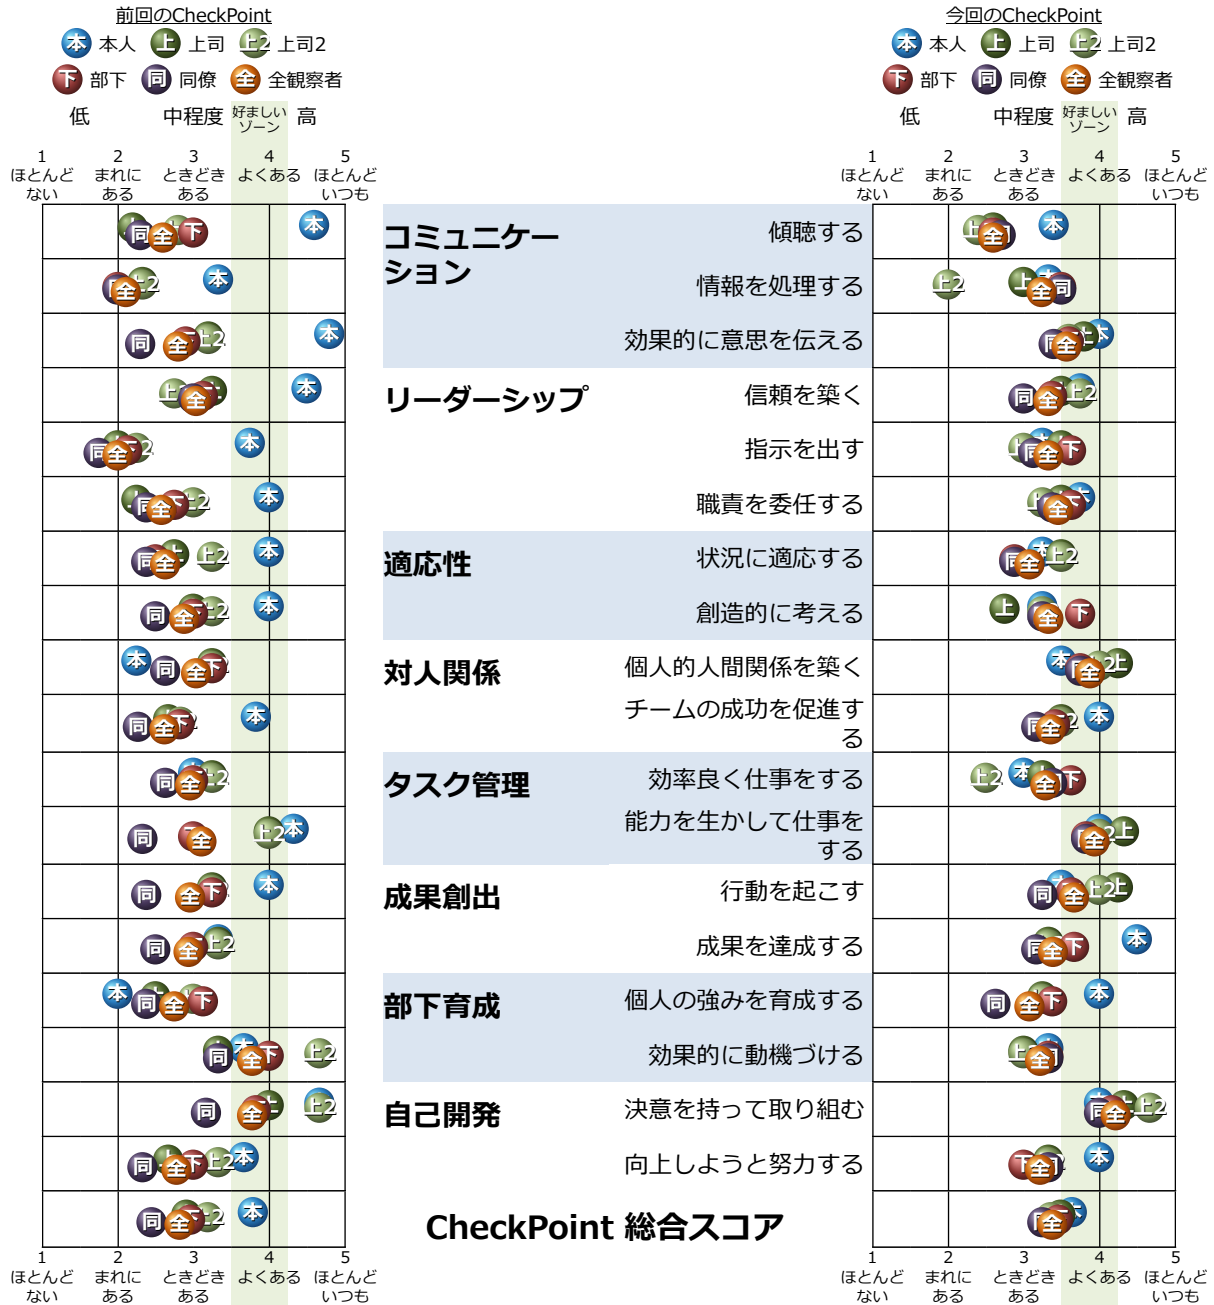 前回のCheckPoint
本 本人 上 上司 上2 上司2
下 部下 同 同僚 全 全観察者
低 中程度 好ましい ゾーン 高
1 2 3 4 5
ほとんど ない まれに ある ときどき ある よくある ほとんど いつも
今回のCheckPoint
本 本人 上 上司 上2 上司2
下 部下 同 同僚 全 全観察者
低 中程度 好ましい ゾーン 高
1 2 3 4 5
ほとんど ない まれに ある ときどき ある よくある ほとんど いつも
コミュニケー
ション
傾聴する
情報を処理する
効果的に意思を伝える
リーダーシップ
信頼を築く
指示を出す
職責を委任する
適応性
状況に適応する
創造的に考える
対人関係
個人的人間関係を築く
チームの成功を促進す
る
タスク管理
効率良く仕事をする
能力を生かして仕事を
する
成果創出
行動を起こす
成果を達成する
部下育成
個人の強みを育成する
効果的に動機づける
自己開発
決意を持って取り組む
向上しようと努力する
CheckPoint 総合スコア
1 2 3 4 5
ほとんど ない まれに ある ときどき ある よくある ほとんど いつも
1 2 3 4 5
ほとんど ない まれに ある ときどき ある よくある ほとんど いつも